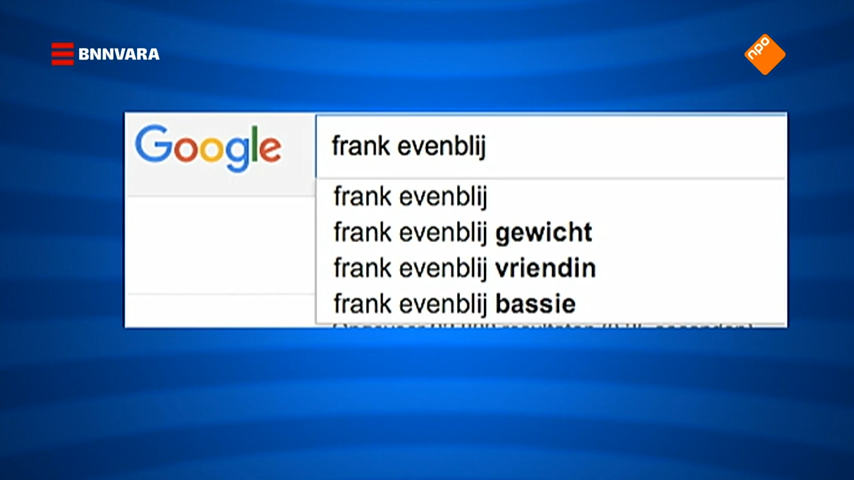 BNNVARA
npo
Google
frank evenblij
frank evenblij
frank evenblij gewicht
frank evenblij vriendin
frank evenblij bassie